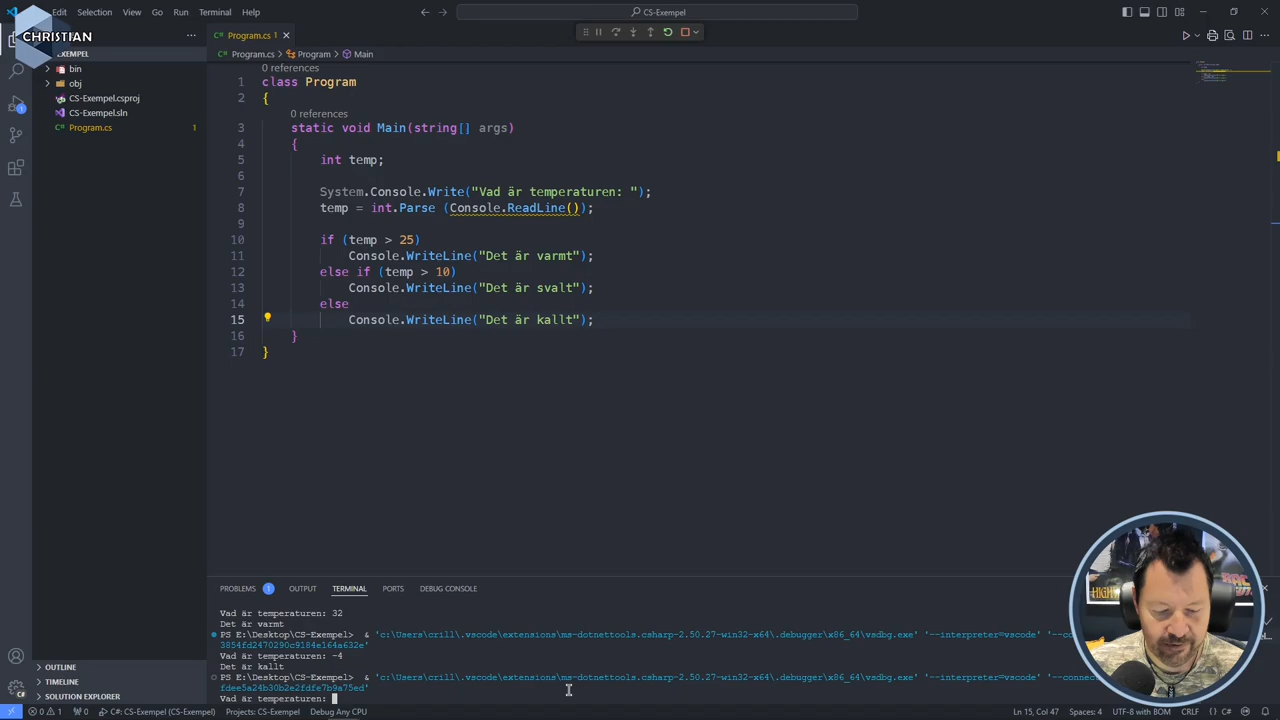 Edit Selection View Go Run Terminal Help
CS-Exempel
CHRISTIAN
EXEMPEL
bin
obj
CS-Exempel.csproj
CS-Exempel.sln
Program.cs 1
Program.cs 1
Program.cs > Program > Main
0 references
1 class Program
2 {
0 references
3 static void Main(string[] args)
4 {
5 int temp;
6
7 System.Console.Write("Vad är temperaturen: ");
8 temp = int.Parse (Console.ReadLine());
9
10 if (temp > 25)
11 Console.WriteLine("Det är varmt");
12 else if (temp > 10)
13 Console.WriteLine("Det är svalt");
14 else
15 Console.WriteLine("Det är kallt");
16 }
17 }
PROBLEMS 1 OUTPUT TERMINAL PORTS DEBUG CONSOLE
Vad är temperaturen: 32
Det är varmt
PS E:\Desktop\CS-Exempel> & 'c:\Users\crill\.vscode\extensions\ms-dotnettools.csharp-2.50.27-win32-x64\.debugger\x86_64\vsdbg.exe' '--interpreter=vscode'
3854fd2470290c9184e164a632e'
Vad är temperaturen: -4
Det är kallt
PS E:\Desktop\CS-Exempel> & 'c:\Users\crill\.vscode\extensions\ms-dotnettools.csharp-2.50.27-win32-x64\.debugger\x86_64\vsdbg.exe' '--interpreter=vscode' '--connec
fdee5a24b30b2e2fdfe7b9a75ed'
Vad är temperaturen:
OUTLINE
TIMELINE
SOLUTION EXPLORER
0 1 0 C#: CS-Exempel (CS-Exempel) Projects: CS-Exempel Debug Any CPU
Ln 15, Col 47 Spaces: 4 UTF-8 with BOM CRLF C#